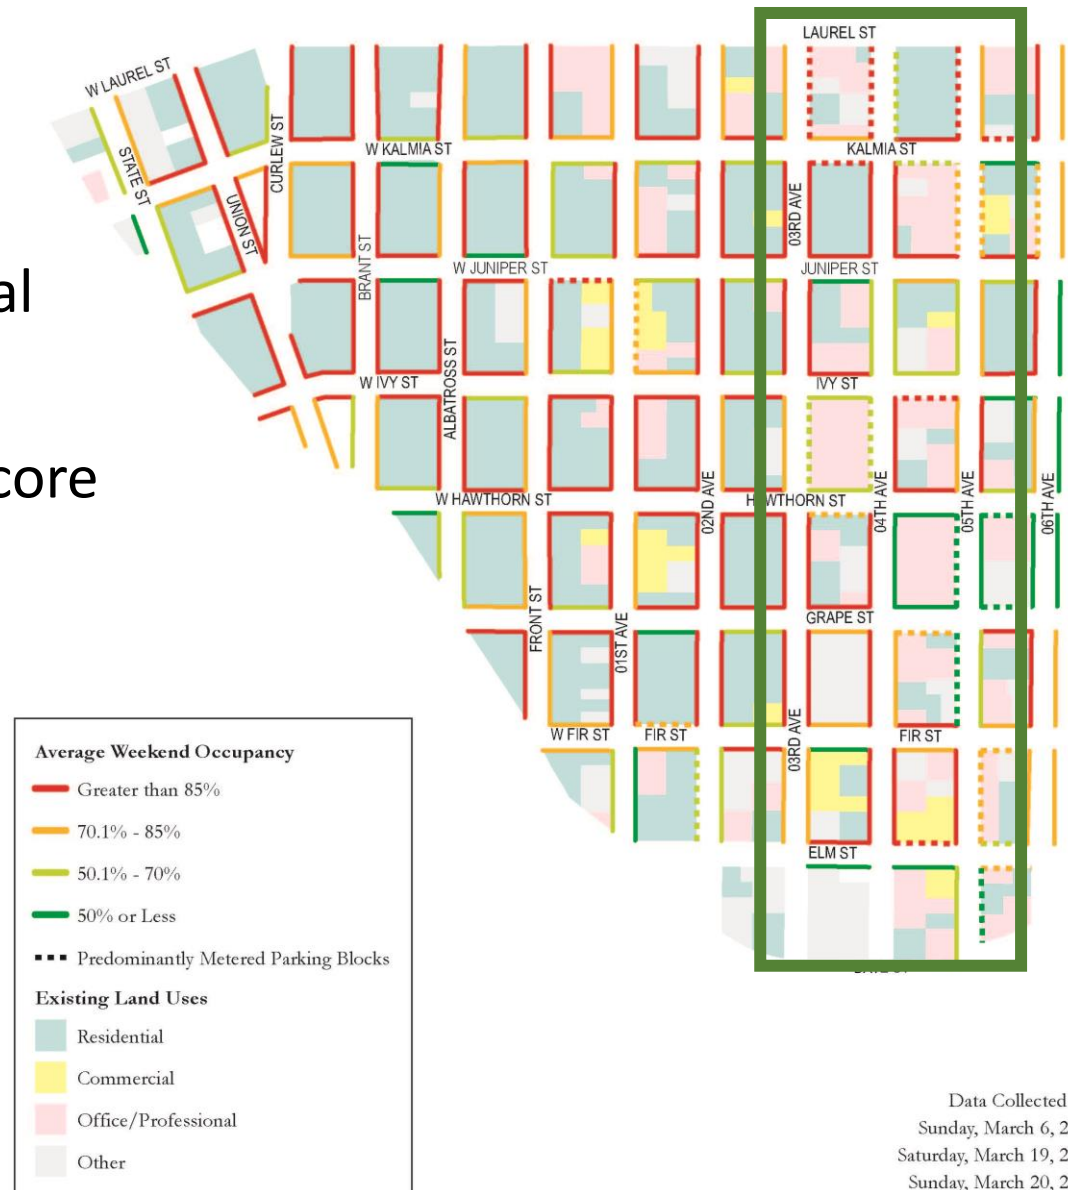 al
core
LAUREL ST
W LAUREL ST
CURLEW ST
W KALMIA ST
KALMIA ST
STATE ST
UNION ST
03RD AVE
BRANT ST
W JUNIPER ST
JUNIPER ST
ALBATROSS ST
W IVY ST
IVY ST
W HAWTHORN ST
02ND AVE
04TH AVE
05TH AVE
06TH AVE
FRONT ST
01ST AVE
GRAPE ST
W FIR ST
FIR ST
03RD AVE
FIR ST
ELM ST
Average Weekend Occupancy
Greater than 85%
70.1% - 85%
50.1% - 70%
50% or Less
Predominantly Metered Parking Blocks
Existing Land Uses
Residential
Commercial
Office/Professional
Other
Data Collected
Sunday, March 6, 2
Saturday, March 19, 2
Sunday, March 20, 2